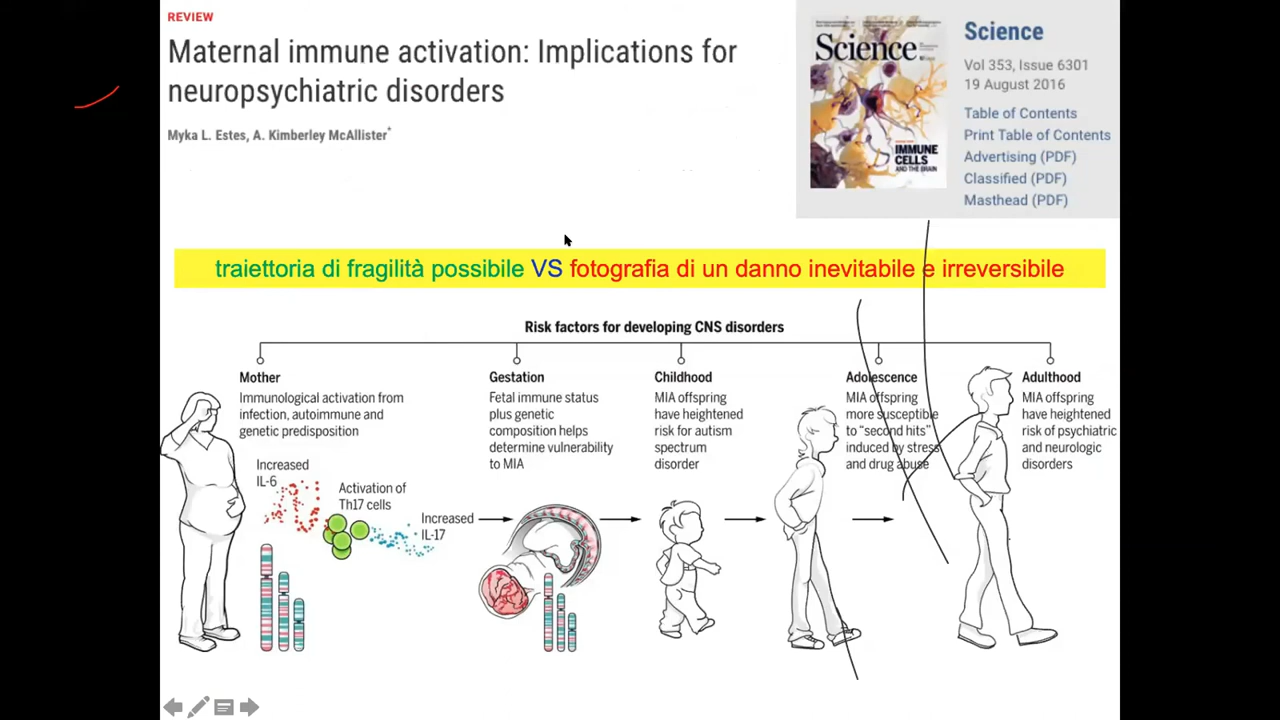 REVIEW
Maternal immune activation: Implications for
neuropsychiatric disorders
Myka L. Estes, A. Kimberley McAllister*
Science
IMMUNE
CELLS
AND THE BRAIN
Science
Vol 353, Issue 6301
19 August 2016
Table of Contents
Print Table of Contents
Advertising (PDF)
Classified (PDF)
Masthead (PDF)
traiettoria di fragilità possibile VS fotografia di un danno inevitabile e irreversibile
Risk factors for developing CNS disorders
Mother
Immunological activation from
infection, autoimmune and
genetic predisposition
Increased
IL-6
Activation of
Th17 cells
Increased
IL-17
Gestation
Fetal immune status
plus genetic
composition helps
determine vulnerability
to MIA
Childhood
MIA offspring
have heightened
risk for autism
spectrum
disorder
Adolescence
MIA offspring
more susceptible
to “second hits”
induced by stress
and drug abuse
Adulthood
MIA offspring
have heightened
risk of psychiatric
and neurologic
disorders